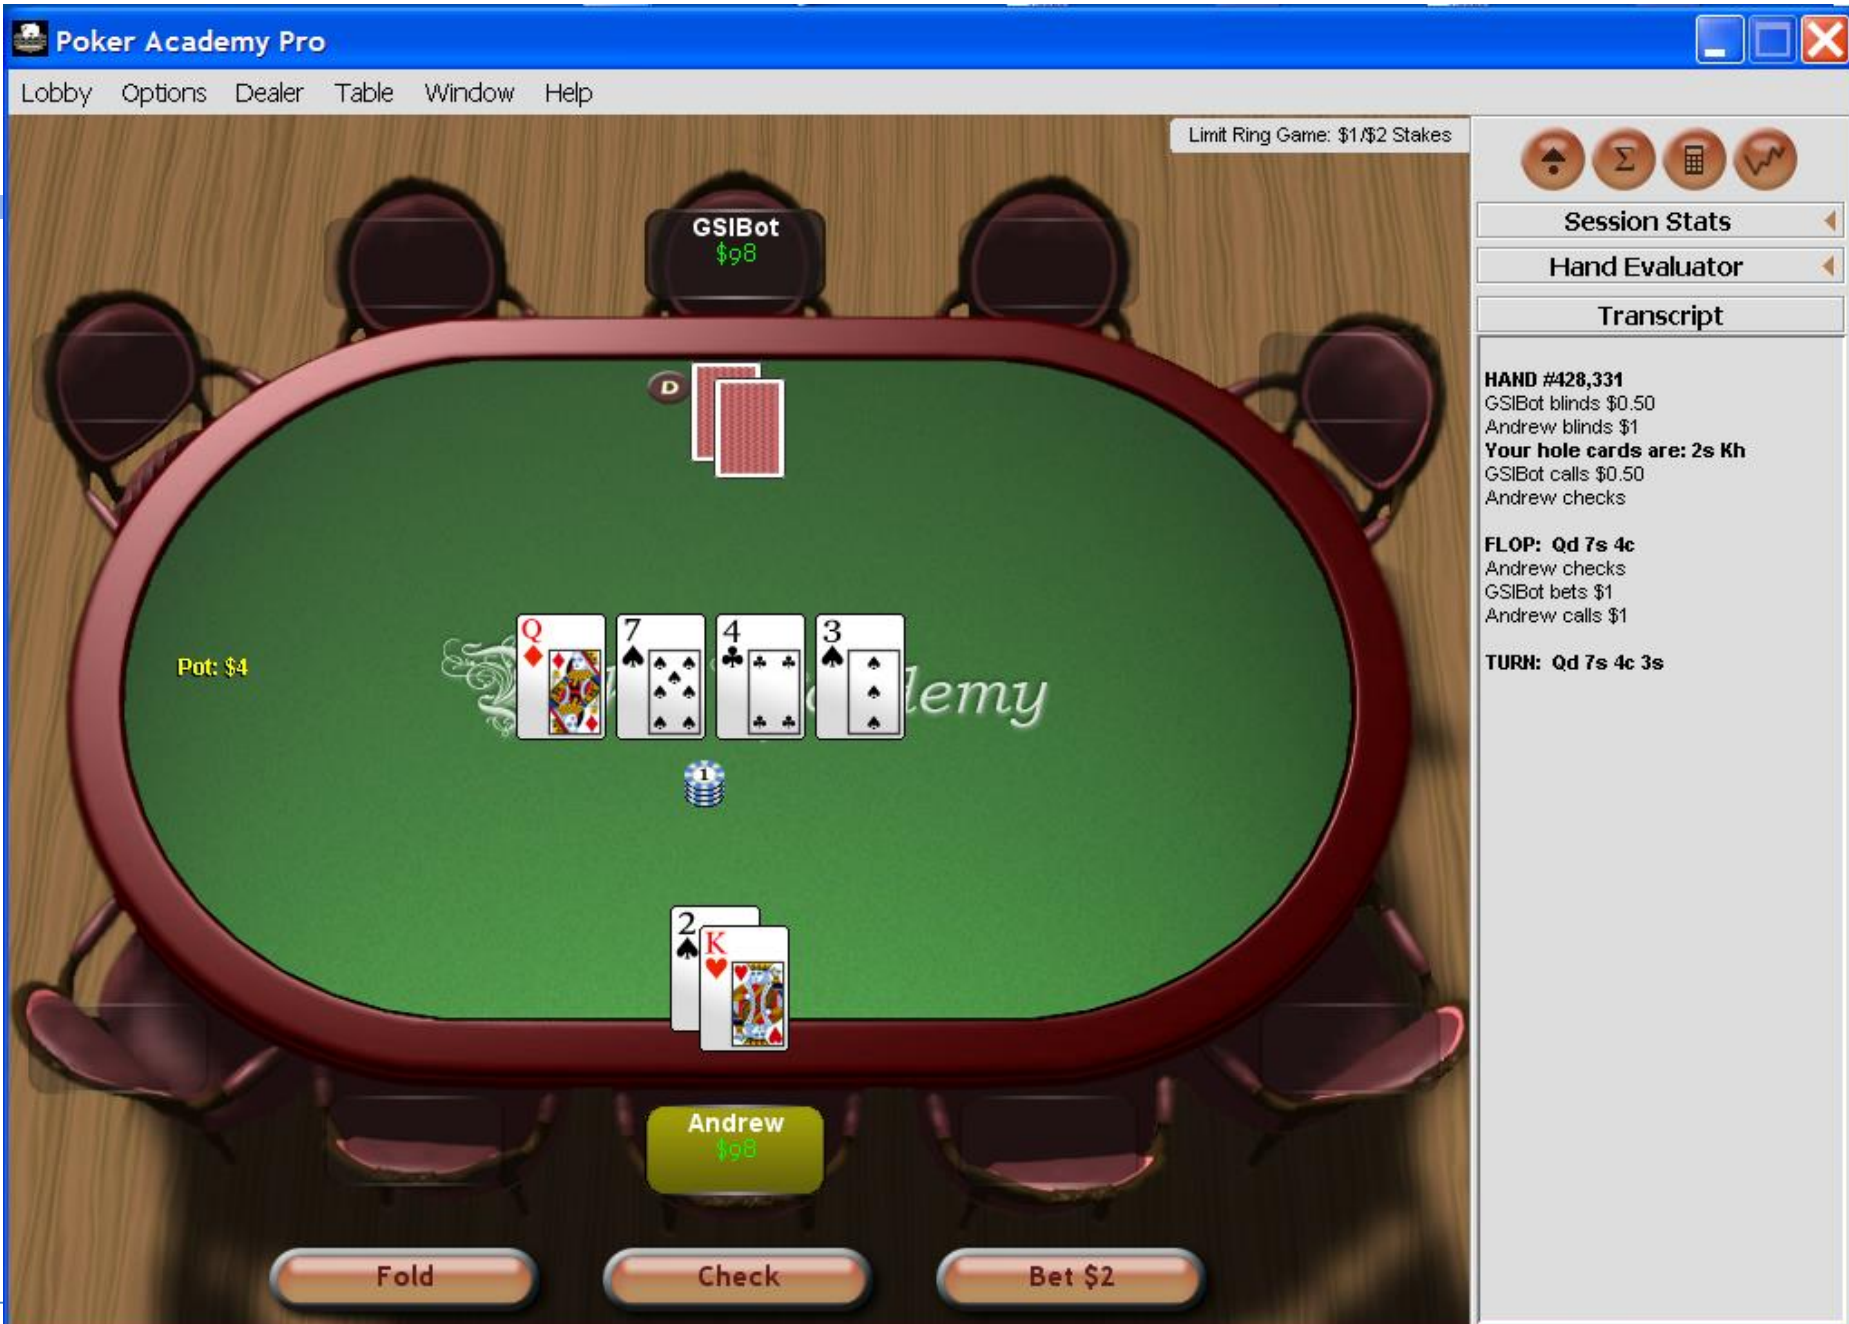 Poker Academy Pro
Lobby Options Dealer Table Window Help
Limit Ring Game: $1/$2 Stakes
Σ
GSIBot
$98
Session Stats
Hand Evaluator
Transcript
D
HAND #428,331
GSIBot blinds $0.50
Andrew blinds $1
Your hole cards are: 2s Kh
GSIBot calls $0.50
Andrew checks
FLOP: Qd 7s 4c
Andrew checks
GSIBot bets $1
Andrew calls $1
TURN: Qd 7s 4c 3s
Q 7 4 3
Pot: $4
demy
1
2 K
Andrew
$98
Fold Check Bet $2